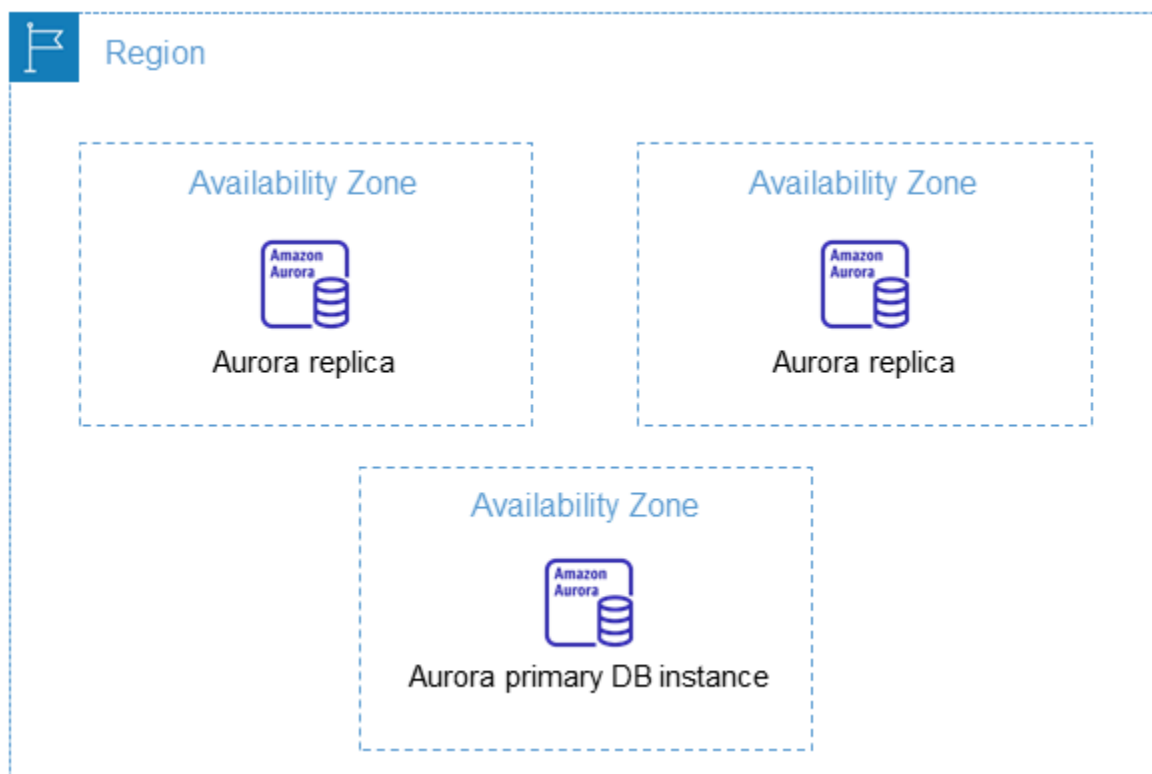 Region
Availability Zone
Amazon
Aurora
Aurora replica
Availability Zone
Amazon
Aurora
Aurora replica
Availability Zone
Amazon
Aurora
Aurora primary DB instance